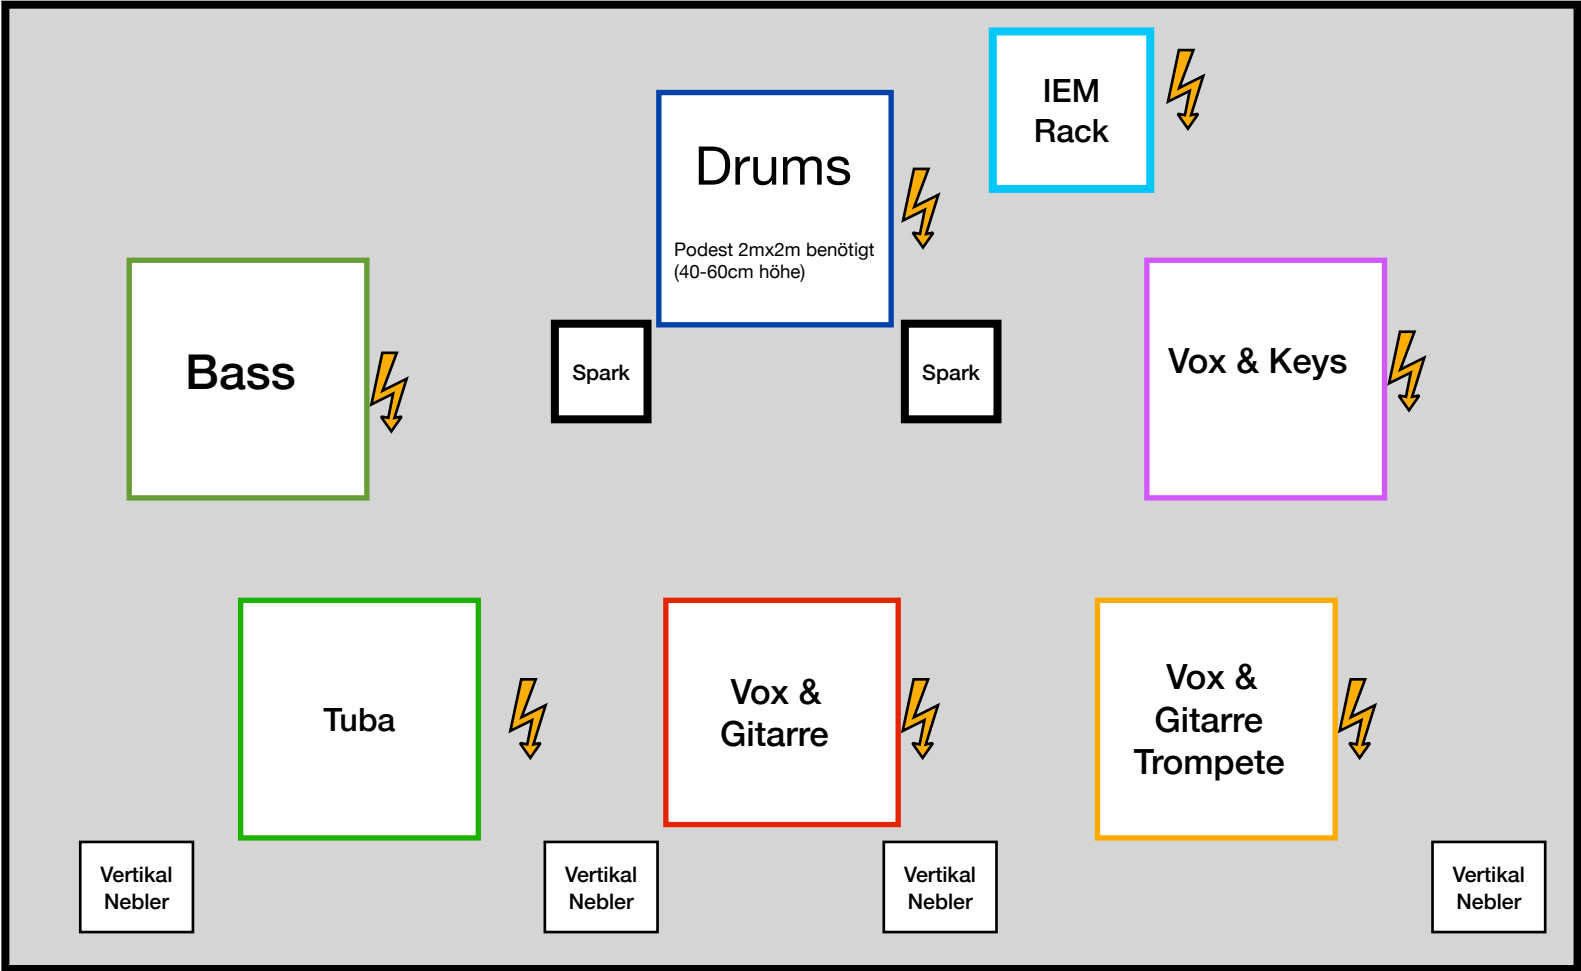 IEM
Rack
Drums
Podest 2mx2m benötigt
(40-60cm höhe)
Bass
Spark
Spark
Vox & Keys
Tuba
Vox &
Gitarre
Vox &
Gitarre
Trompete
Vertikal
Nebler
Vertikal
Nebler
Vertikal
Nebler
Vertikal
Nebler